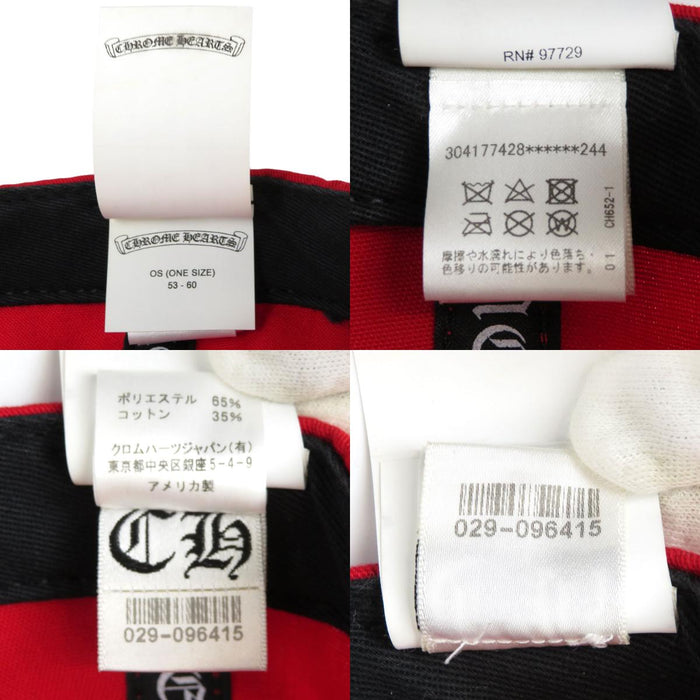 CHROME HEARTS
CHROME HEARTS
OS (ONE SIZE)
53 - 60
RN# 97729
304177428******244
摩擦や水濡れにより色落ち・
色移りの可能性があります。
01 CH652-1
ポリエステル 65%
コットン 35%
クロムハーツジャパン(有)
東京都中央区銀座5-4-9
アメリカ製
CH
029-096415
029-096415